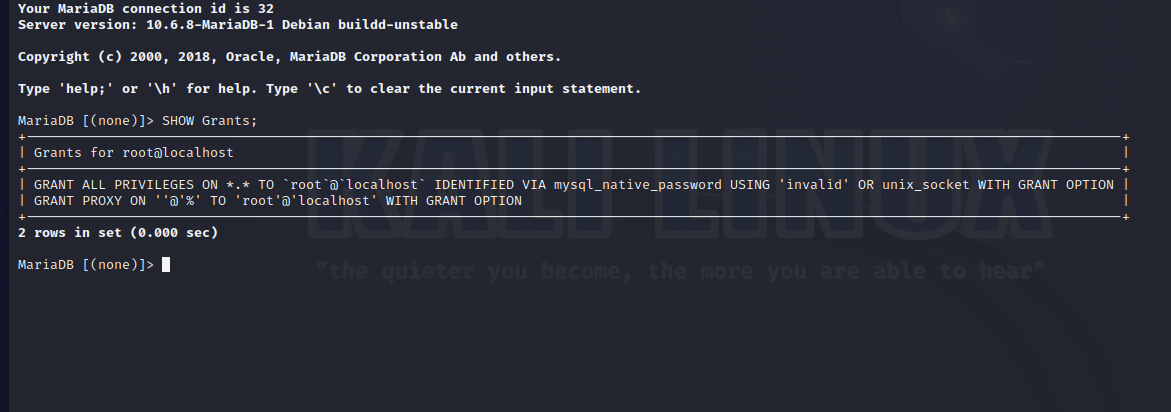 Your MariaDB connection id is 32
Server version: 10.6.8-MariaDB-1 Debian buildd-unstable
Copyright (c) 2000, 2018, Oracle, MariaDB Corporation Ab and others.
Type 'help;' or '\h' for help. Type '\c' to clear the current input statement.
MariaDB [(none)]> SHOW Grants;
+---------------------------------------------------------------------------------------------------------------------------------------+
| Grants for root@localhost |
+---------------------------------------------------------------------------------------------------------------------------------------+
| GRANT ALL PRIVILEGES ON *.* TO `root`@`localhost` IDENTIFIED VIA mysql_native_password USING 'invalid' OR unix_socket WITH GRANT OPTION |
| GRANT PROXY ON ''@'%' TO 'root'@'localhost' WITH GRANT OPTION |
+---------------------------------------------------------------------------------------------------------------------------------------+
2 rows in set (0.000 sec)
MariaDB [(none)]>
KALI LINUX
"the quieter you become, the more you are able to hear"